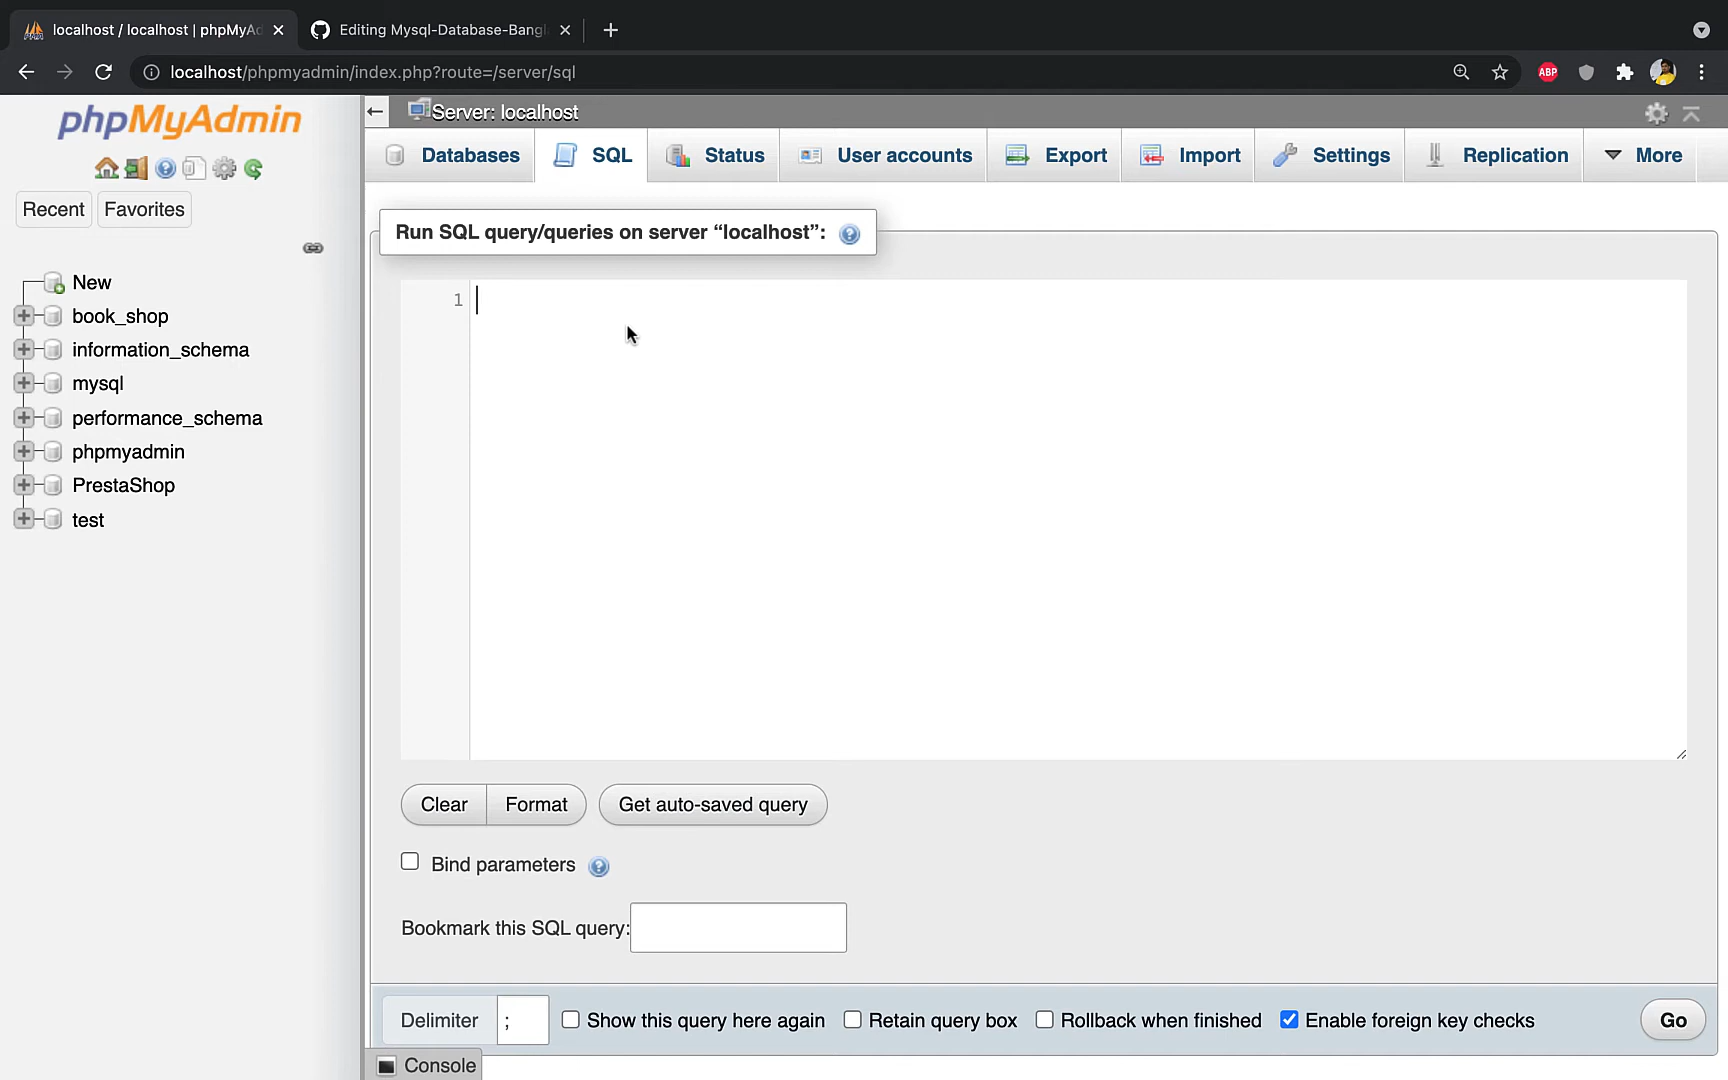 localhost / localhost | phpMyAd
Editing Mysql-Database-Bangl
localhost/phpmyadmin/index.php?route=/server/sql
ABP
phpMyAdmin
Recent
Favorites
New
book_shop
information_schema
mysql
performance_schema
phpmyadmin
PrestaShop
test
Server: localhost
Databases
SQL
Status
User accounts
Export
Import
Settings
Replication
More
Run SQL query/queries on server “localhost”:
1
Clear
Format
Get auto-saved query
Bind parameters
Bookmark this SQL query:
Delimiter
;
Show this query here again
Retain query box
Rollback when finished
Enable foreign key checks
Go
Console